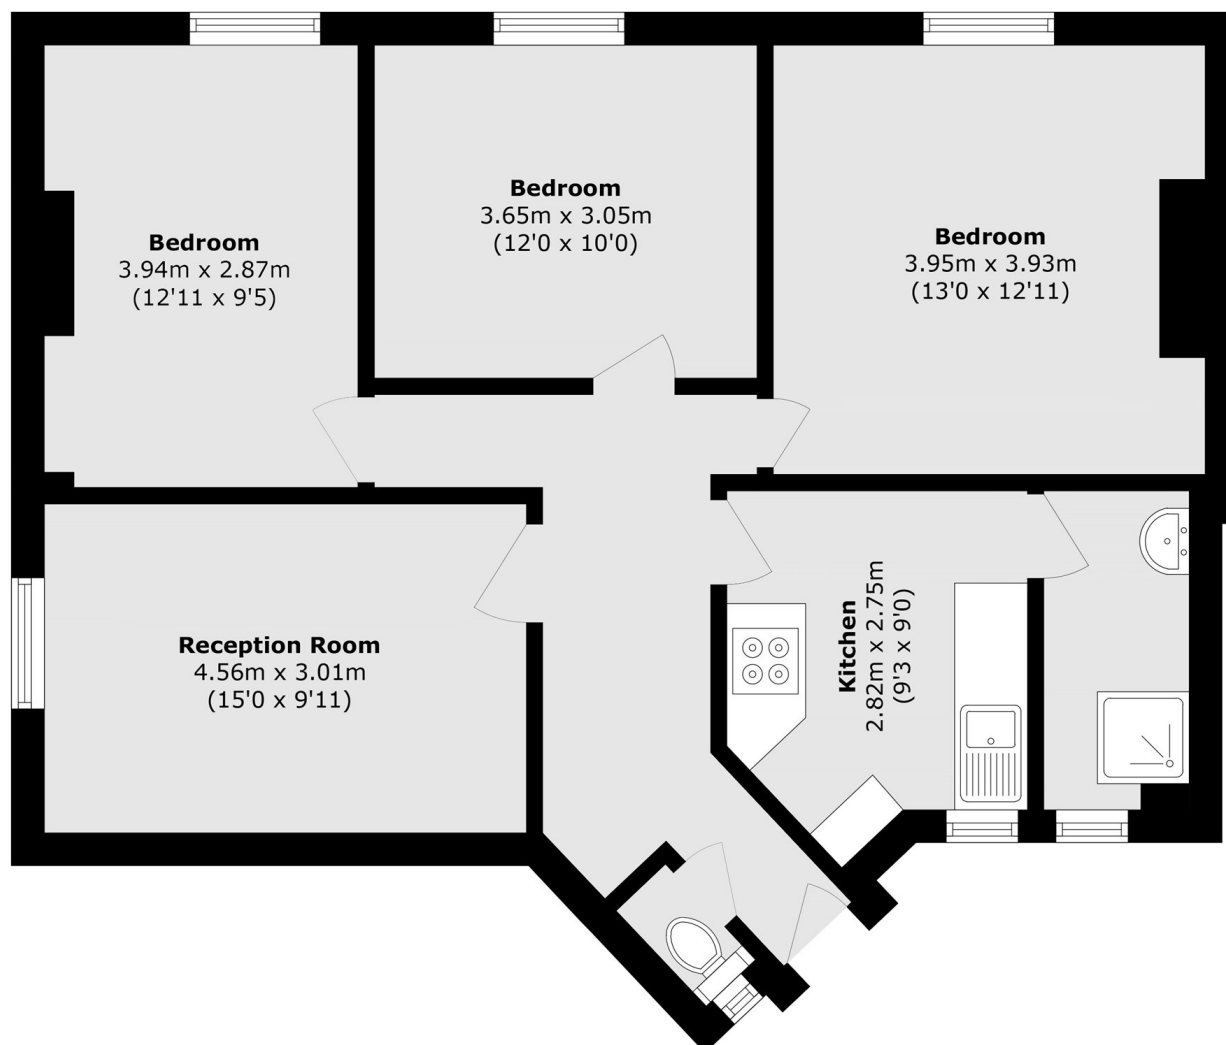 Bedroom
3.94m x 2.87m
(12'11 x 9'5)
Bedroom
3.65m x 3.05m
(12'0 x 10'0)
Bedroom
3.95m x 3.93m
(13'0 x 12'11)
Reception Room
4.56m x 3.01m
(15'0 x 9'11)
Kitchen
2.82m x 2.75m
(9'3 x 9'0)